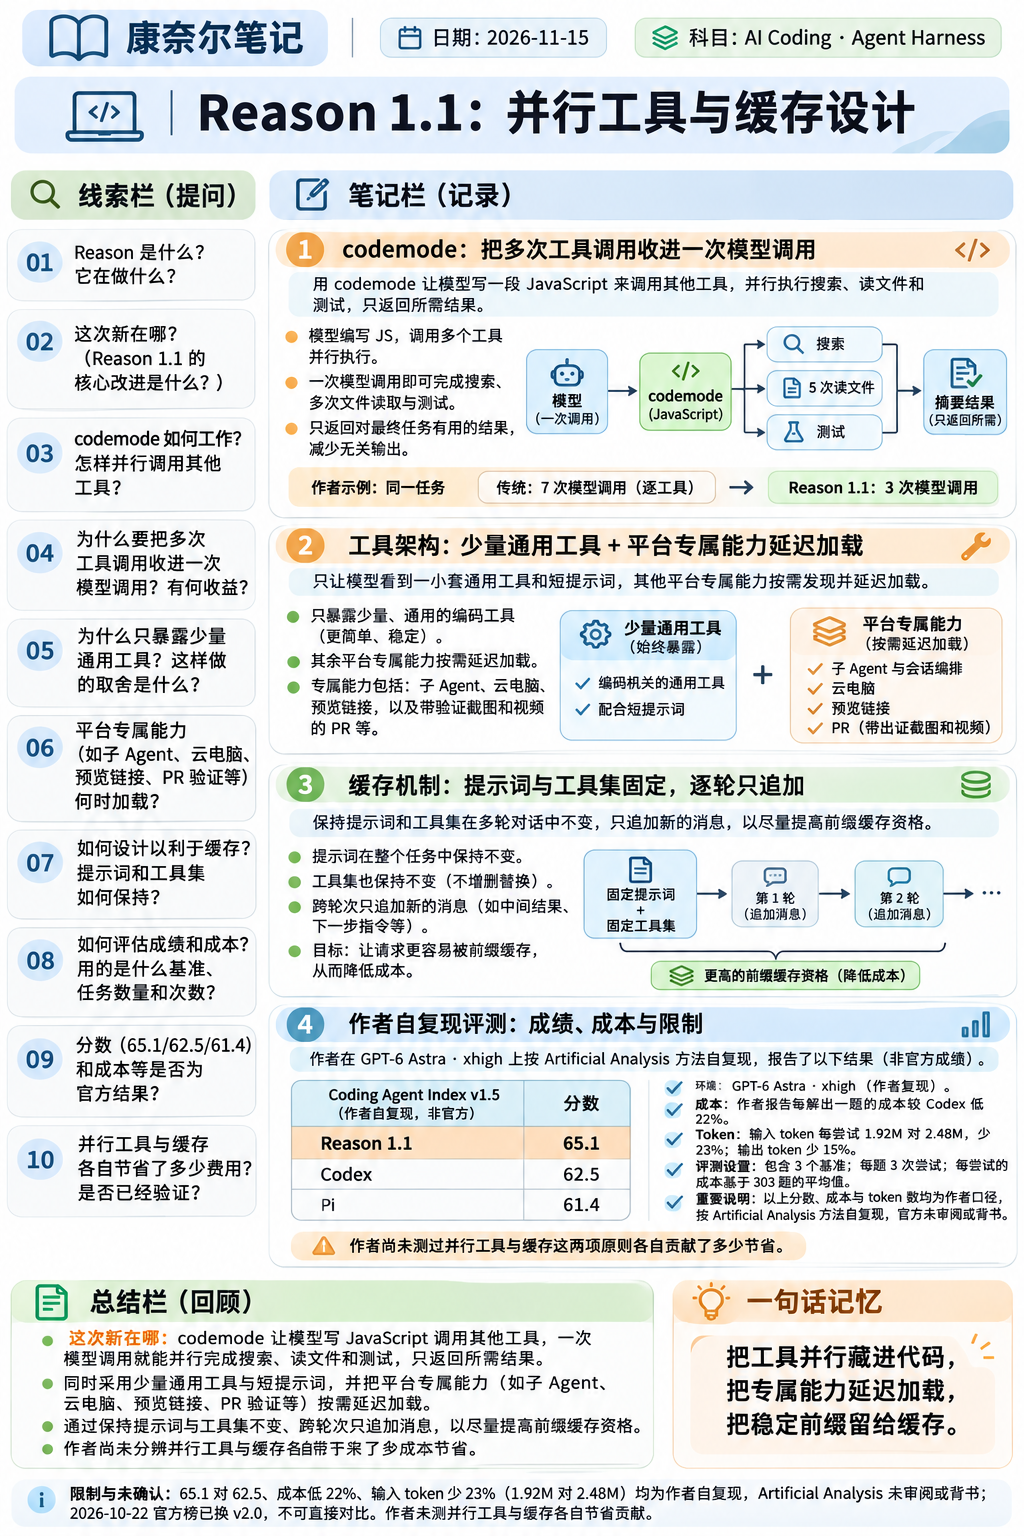 康奈尔笔记
日期：2026-11-15
科目：AI Coding · Agent Harness
</> Reason 1.1：并行工具与缓存设计
线索栏（提问）
01 Reason 是什么？
它在做什么？
02 这次新在哪？
（Reason 1.1 的
核心改进是什么？）
03 codemode 如何工作？
怎样并行调用其他
工具？
04 为什么要把多次
工具调用收进一次
模型调用？有何收益？
05 为什么只暴露少量
通用工具？这样做
的取舍是什么？
06 平台专属能力
（如子 Agent、云电脑、
预览链接、PR 验证等）
何时加载？
07 如何设计以利于缓存？
提示词和工具集
如何保持？
08 如何评估成绩和成本？
用的是什么基准、
任务数量和次数？
09 分数（65.1/62.5/61.4）
和成本等是否为
官方结果？
10 并行工具与缓存
各自节省了多少费用？
是否已经验证？
笔记栏（记录）
1 codemode：把多次工具调用收进一次模型调用 </>
用 codemode 让模型写一段 JavaScript 来调用其他工具，并行执行搜索、读文件和
测试，只返回所需结果。
模型编写 JS，调用多个工具
并行执行。
一次模型调用即可完成搜索、
多次文件读取与测试。
只返回对最终任务有用的结果，
减少无关输出。
模型
（一次调用）
</>
codemode
(JavaScript)
搜索
5 次读文件
测试
摘要结果
（只返回所需）
作者示例：同一任务
传统：7 次模型调用（逐工具）
Reason 1.1：3 次模型调用
2 工具架构：少量通用工具 + 平台专属能力延迟加载
只让模型看到一小套通用工具和短提示词，其他平台专属能力按需发现并延迟加载。
只暴露少量、通用的编码工具
（更简单、稳定）。
其余平台专属能力按需延迟加载。
专属能力包括：子 Agent、云电脑、
预览链接，以及带验证截图和视频
的 PR 等。
少量通用工具
（始终暴露）
编码机关的通用工具
配合短提示词
+
平台专属能力
（按需延迟加载）
子 Agent 与会话编排
云电脑
预览链接
PR（带出证截图和视频）
3 缓存机制：提示词与工具集固定，逐轮只追加
保持提示词和工具集在多轮对话中不变，只追加新的消息，以尽量提高前缀缓存资格。
提示词在整个任务中保持不变。
工具集也保持不变（不增删替换）。
跨轮次只追加新的消息（如中间结果、
下一步指令等）。
目标：让请求更容易被前缀缓存，
从而降低成本。
固定提示词
+
固定工具集
第 1 轮
（追加消息）
第 2 轮
（追加消息）
…
更高的前缀缓存资格（降低成本）
4 作者自复现评测：成绩、成本与限制
作者在 GPT-6 Astra · xhigh 上按 Artificial Analysis 方法自复现，报告了以下结果（非官方成绩）。
Coding Agent Index v1.5
（作者自复现，非官方）
分数
Reason 1.1 65.1
Codex 62.5
Pi 61.4
环境：GPT-6 Astra · xhigh（作者复现）。
成本：作者报告每解出一题的成本较 Codex 低
22%。
Token：输入 token 每尝试 1.92M 对 2.48M，少
23%；输出 token 少 15%。
评测设置：包含 3 个基准；每题 3 次尝试；每尝试的
成本基于 303 题的平均值。
重要说明：以上分数、成本与 token 数均为作者口径，
按 Artificial Analysis 方法自复现，官方未审阅或背书。
作者尚未测过并行工具与缓存这两项原则各自贡献了多少节省。
总结栏（回顾）
这次新在哪：codemode 让模型写 JavaScript 调用其他工具，一次
模型调用就能并行完成搜索、读文件和测试，只返回所需结果。
同时采用少量通用工具与短提示词，并把平台专属能力（如子 Agent、
云电脑、预览链接、PR 验证等）按需延迟加载。
通过保持提示词与工具集不变、跨轮次只追加消息，以尽量提高前缀缓存资格。
作者尚未分辨并行工具与缓存各自带于来了多成本节省。
一句话记忆
把工具并行藏进代码，
把专属能力延迟加载，
把稳定前缀留给缓存。
限制与未确认：65.1 对 62.5、成本低 22%、输入 token 少 23%（1.92M 对 2.48M）均为作者自复现，Artificial Analysis 未审阅或背书；
2026-10-22 官方榜已换 v2.0，不可直接对比。作者未测并行工具与缓存各自节省贡献。